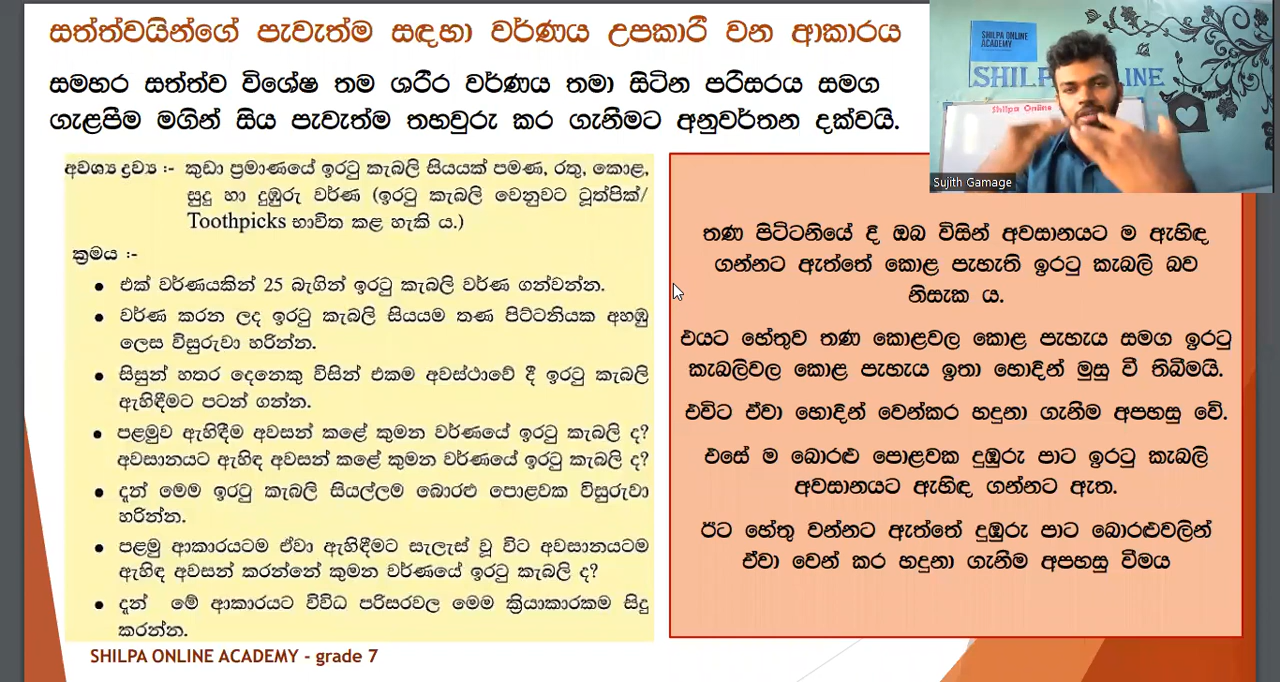 සත්ත්වයින්ගේ පැවැත්ම සඳහා වර්ණය උපකාරී වන ආකාරය
සමහර සත්ත්ව විශේෂ තම ශරීර වර්ණය තමා සිටින පරිසරය සමග
ගැළපීම මගින් සිය පැවැත්ම තහවුරු කර ගැනීමට අනුවර්තන දක්වයි.
SHILPA ONLINE
ACADEMY
SHILPA ONLINE
Shilpa Online
Sujith Gamage
අවශ්‍ය ද්‍රව්‍ය :- කුඩා ප්‍රමාණයේ ඉරටු කැබලි සියයක් පමණ, රතු, කොළ,
සුදු හා දුඹුරු වර්ණ (ඉරටු කැබලි වෙනුවට ටූත්පික්/
Toothpicks භාවිත කළ හැකි ය.)
ක්‍රමය :-
• එක් වර්ණයකින් 25 බැගින් ඉරටු කැබලි වර්ණ ගන්වන්න.
• වර්ණ කරන ලද ඉරටු කැබලි සියයම තණ පිට්ටනියක අහඹු
ලෙස විසුරුවා හරින්න.
• සිසුන් හතර දෙනෙකු විසින් එකම අවස්ථාවේ දී ඉරටු කැබලි
ඇහිඳීමට පටන් ගන්න.
• පළමුව ඇහිඳීම අවසන් කළේ කුමන වර්ණයේ ඉරටු කැබලි ද?
අවසානයට ඇහිඳ අවසන් කළේ කුමන වර්ණයේ ඉරටු කැබලි ද?
• දැන් මෙම ඉරටු කැබලි සියල්ලම බොරළු පොළවක විසුරුවා
හරින්න.
• පළමු ආකාරයටම ඒවා ඇහිඳීමට සැලැස් වූ විට අවසානයටම
ඇහිඳ අවසන් කරන්නේ කුමන වර්ණයේ ඉරටු කැබලි ද?
• දැන් මේ ආකාරයට විවිධ පරිසරවල මෙම ක්‍රියාකාරකම සිදු
කරන්න.
තණ පිට්ටනියේ දී ඔබ විසින් අවසානයට ම ඇහිඳ
ගන්නට ඇත්තේ කොළ පැහැති ඉරටු කැබලි බව
නිසැක ය.
එයට හේතුව තණ කොළවල කොළ පැහැය සමග ඉරටු
කැබලිවල කොළ පැහැය ඉතා හොඳින් මුසු වී තිබීමයි.
එවිට ඒවා හොඳින් වෙන්කර හඳුනා ගැනීම අපහසු වේ.
එසේ ම බොරළු පොළවක දුඹුරු පාට ඉරටු කැබලි
අවසානයට ඇහිඳ ගන්නට ඇත.
ඊට හේතු වන්නට ඇත්තේ දුඹුරු පාට බොරළුවලින්
ඒවා වෙන් කර හඳුනා ගැනීම අපහසු වීමය
SHILPA ONLINE ACADEMY - grade 7